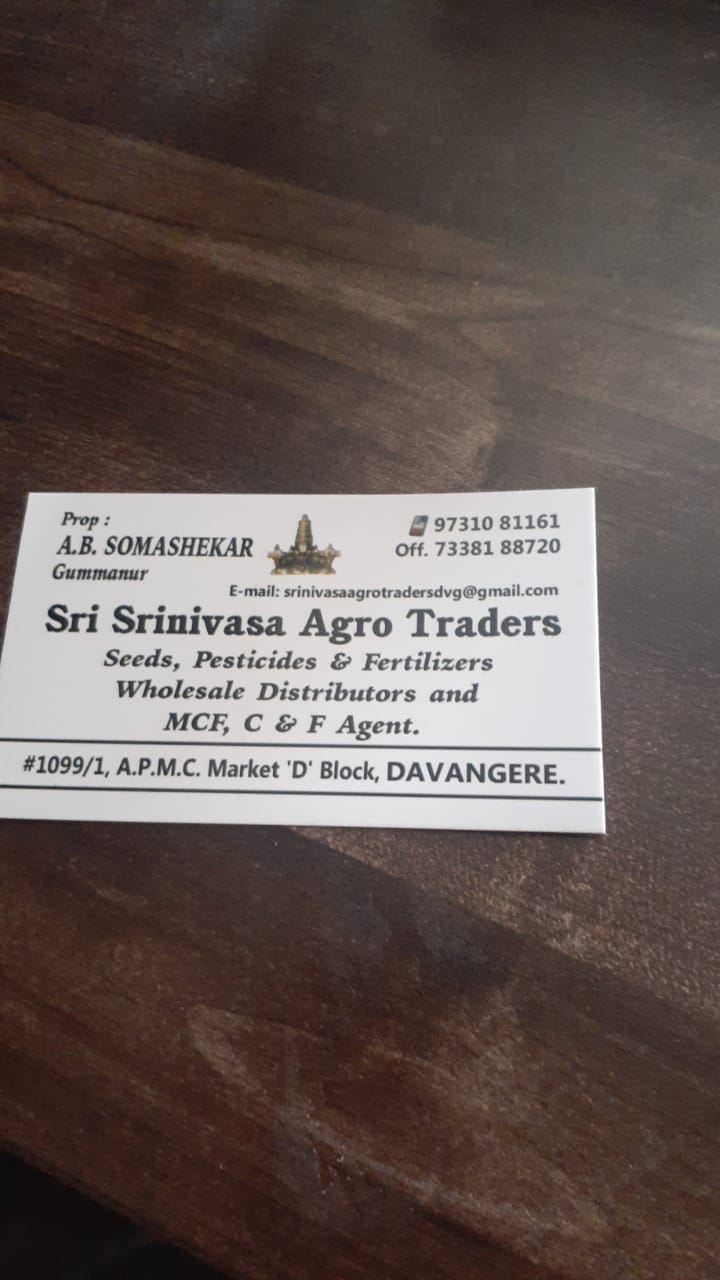 Prop :
A.B. SOMASHEKAR
Gummanur
97310 81161
Off. 73381 88720
E-mail: srinivasaagrotradersdvg@gmail.com
Sri Srinivasa Agro Traders
Seeds, Pesticides & Fertilizers
Wholesale Distributors and
MCF, C & F Agent.
#1099/1, A.P.M.C. Market 'D' Block, DAVANGERE.